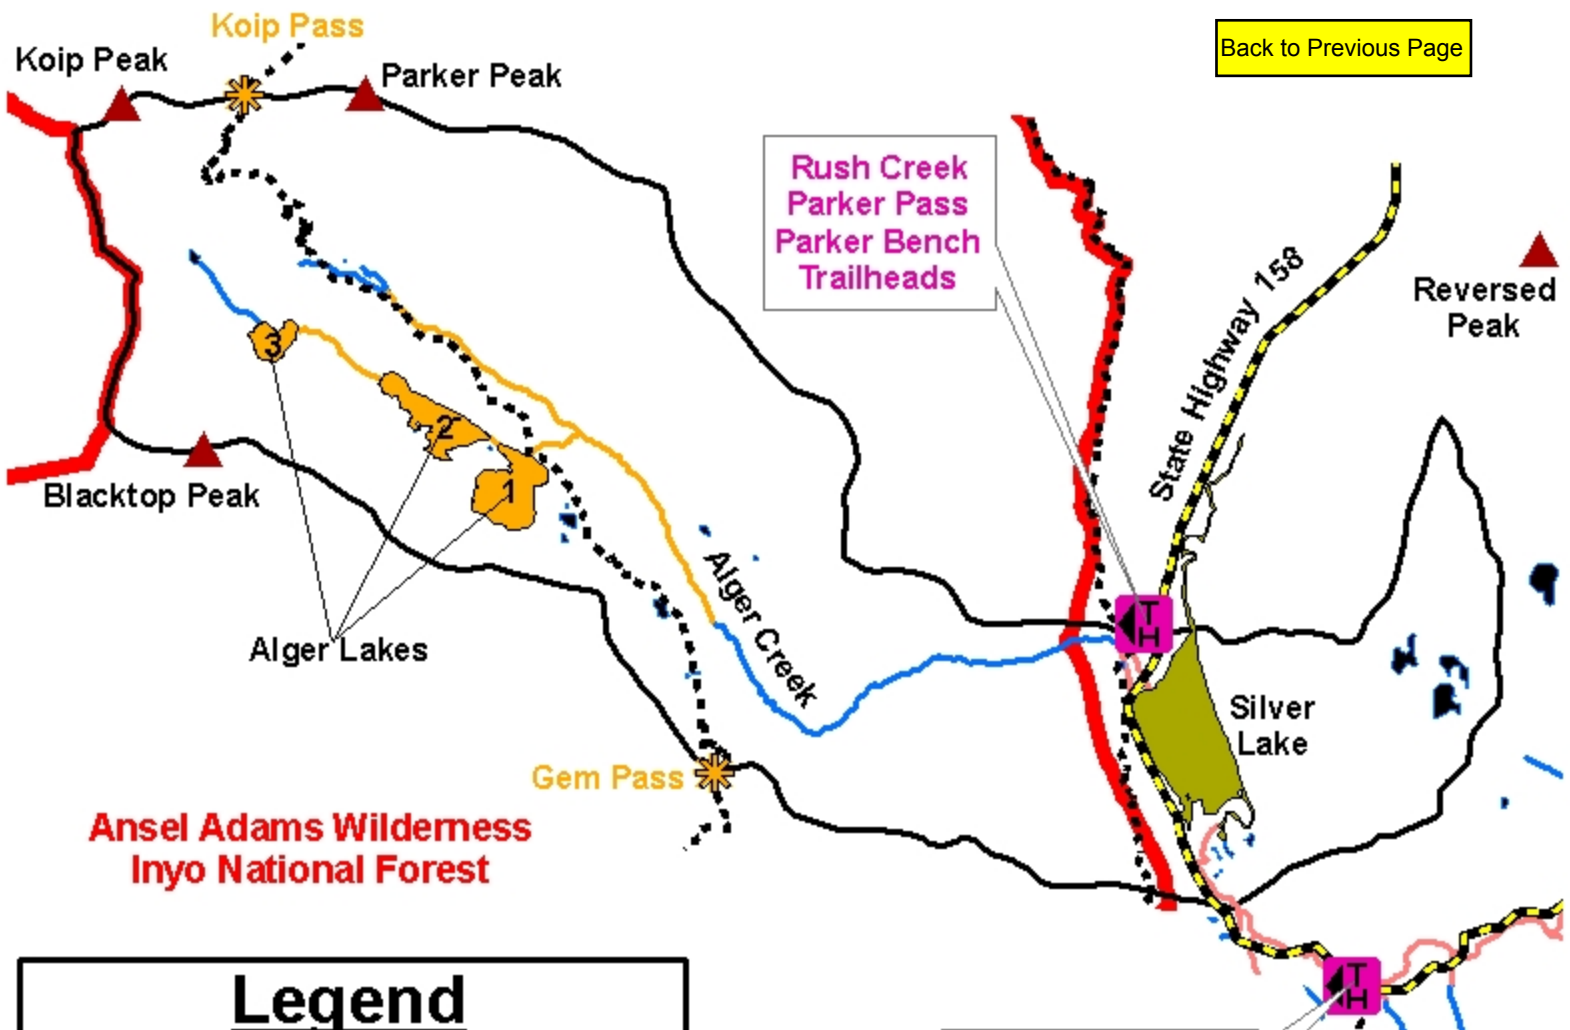 Koip Pass
Koip Peak
Parker Peak
Back to Previous Page
Rush Creek
Parker Pass
Parker Bench
Trailheads
State Highway 158
Reversed
Peak
3
2
1
Blacktop Peak
Alger Lakes
Alger Creek
T
H
Silver
Lake
Gem Pass
Ansel Adams Wilderness
Inyo National Forest
Legend
T
H